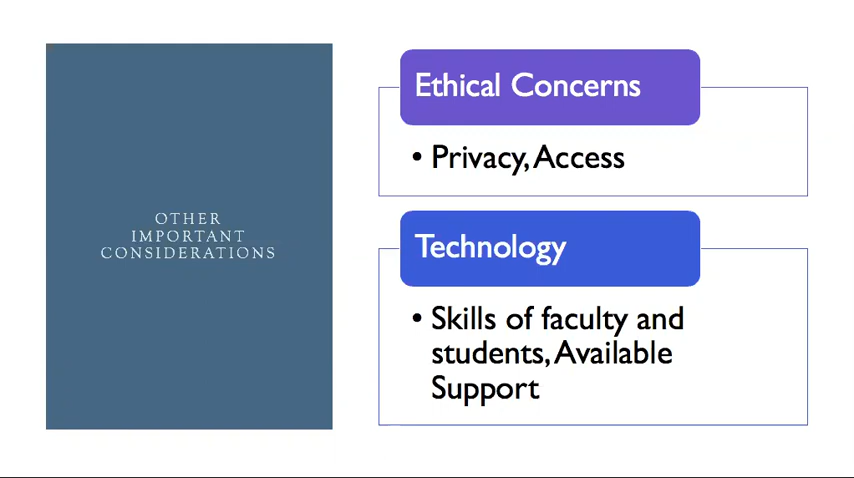 OTHER
IMPORTANT
CONSIDERATIONS
Ethical Concerns
• Privacy, Access
Technology
• Skills of faculty and
students, Available
Support